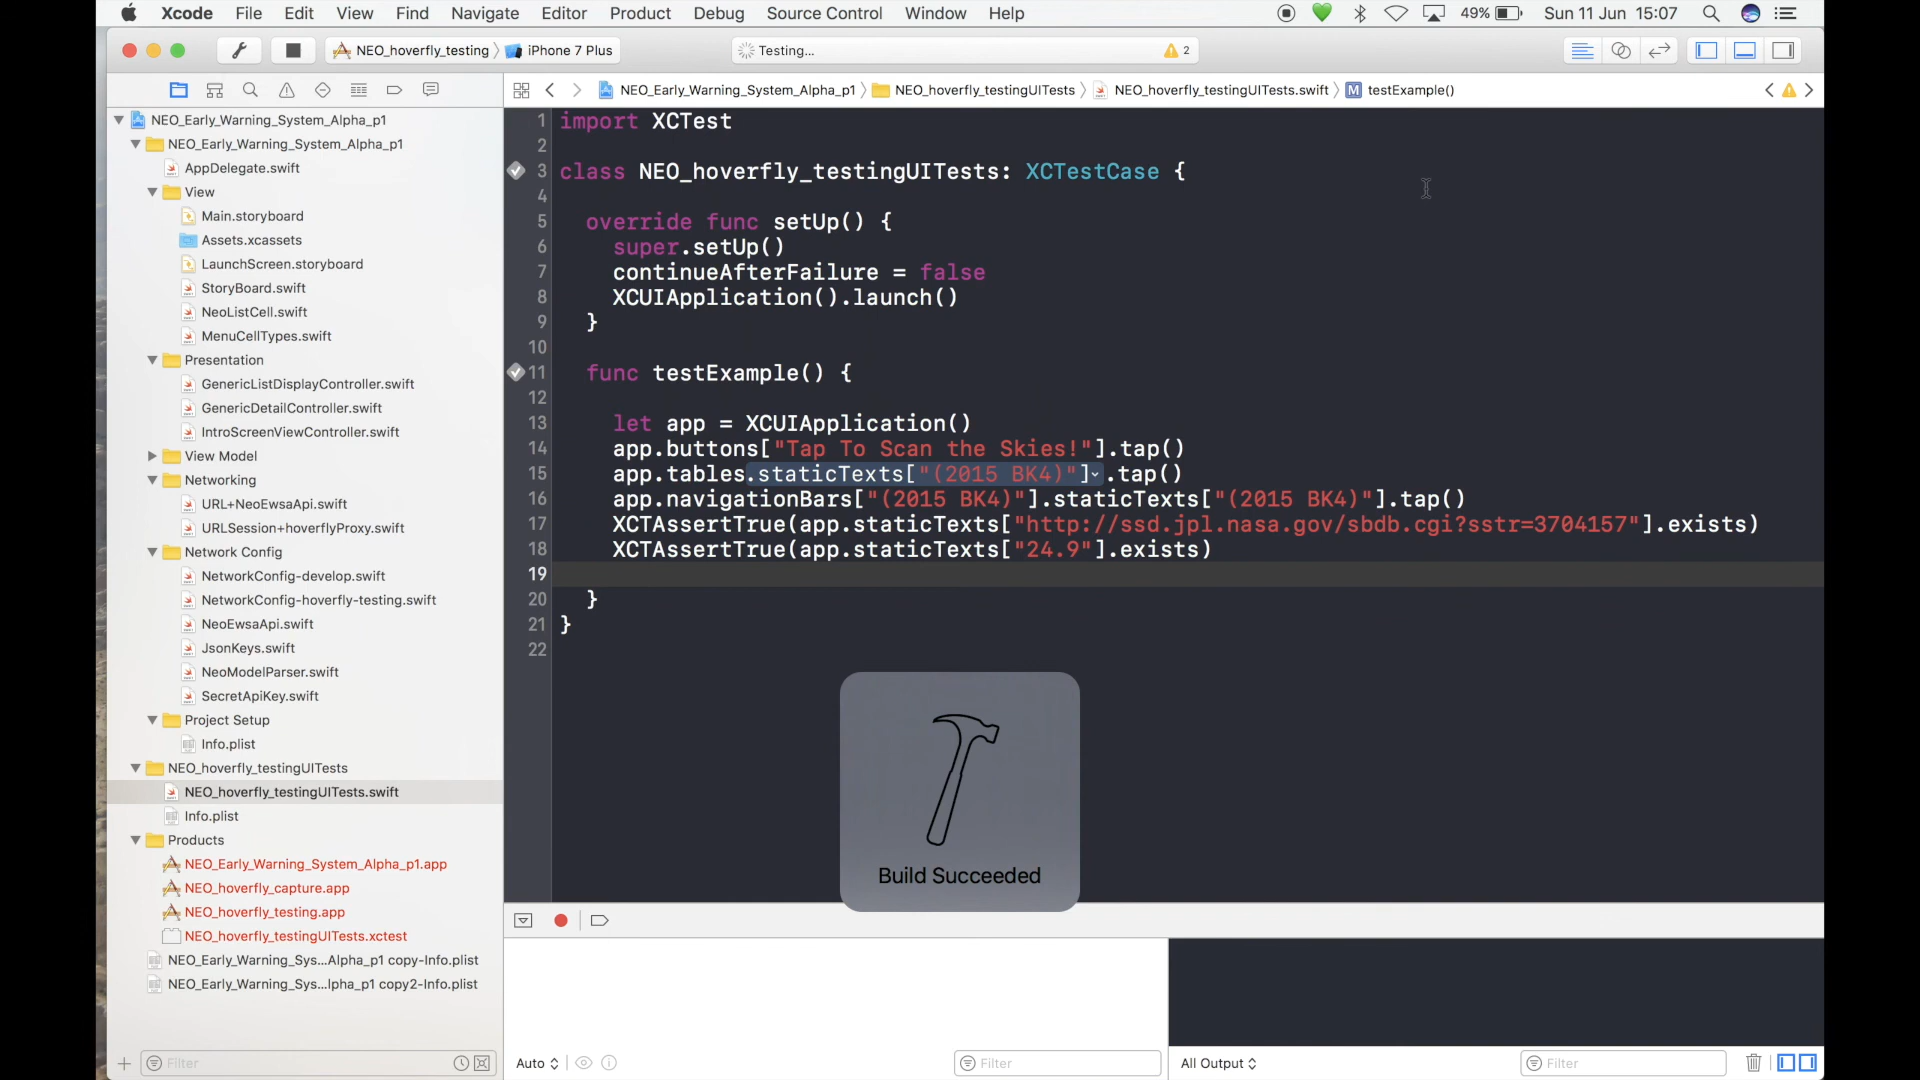 Xcode File Edit View Find Navigate Editor Product Debug Source Control Window Help 49% Sun 11 Jun 15:07
NEO_hoverfly_testing iPhone 7 Plus Testing... 2
NEO_Early_Warning_System_Alpha_p1 NEO_hoverfly_testingUITests NEO_hoverfly_testingUITests.swift M testExample()
NEO_Early_Warning_System_Alpha_p1
NEO_Early_Warning_System_Alpha_p1
AppDelegate.swift
View
Main.storyboard
Assets.xcassets
LaunchScreen.storyboard
StoryBoard.swift
NeoListCell.swift
MenuCellTypes.swift
Presentation
GenericListDisplayController.swift
GenericDetailController.swift
IntroScreenViewController.swift
View Model
Networking
URL+NeoEwsaApi.swift
URLSession+hoverflyProxy.swift
Network Config
NetworkConfig-develop.swift
NetworkConfig-hoverfly-testing.swift
NeoEwsaApi.swift
JsonKeys.swift
NeoModelParser.swift
SecretApiKey.swift
Project Setup
Info.plist
NEO_hoverfly_testingUITests
NEO_hoverfly_testingUITests.swift
Info.plist
Products
NEO_Early_Warning_System_Alpha_p1.app
NEO_hoverfly_capture.app
NEO_hoverfly_testing.app
NEO_hoverfly_testingUITests.xctest
NEO_Early_Warning_Sys...Alpha_p1 copy-Info.plist
NEO_Early_Warning_Sys...lpha_p1 copy2-Info.plist
Filter
1 import XCTest
2
3 class NEO_hoverfly_testingUITests: XCTestCase {
4
5 override func setUp() {
6 super.setUp()
7 continueAfterFailure = false
8 XCUIApplication().launch()
9 }
10
11 func testExample() {
12
13 let app = XCUIApplication()
14 app.buttons["Tap To Scan the Skies!"].tap()
15 app.tables.staticTexts["(2015 BK4)"].tap()
16 app.navigationBars["(2015 BK4)"].staticTexts["(2015 BK4)"].tap()
17 XCTAssertTrue(app.staticTexts["http://ssd.jpl.nasa.gov/sbdb.cgi?sstr=3704157"].exists)
18 XCTAssertTrue(app.staticTexts["24.9"].exists)
19
20 }
21 }
22
Build Succeeded
Auto Filter All Output Filter